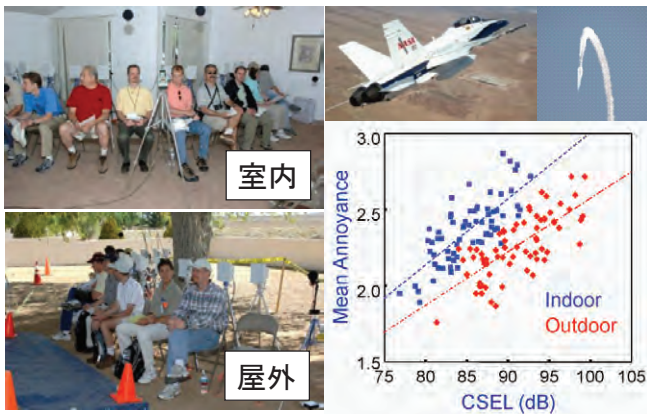 室内
屋外
NASA
3.0
2.5
2.0
1.5
Mean Annoyance
Indoor
Outdoor
75 80 85 90 95 100 105
CSEL (dB)